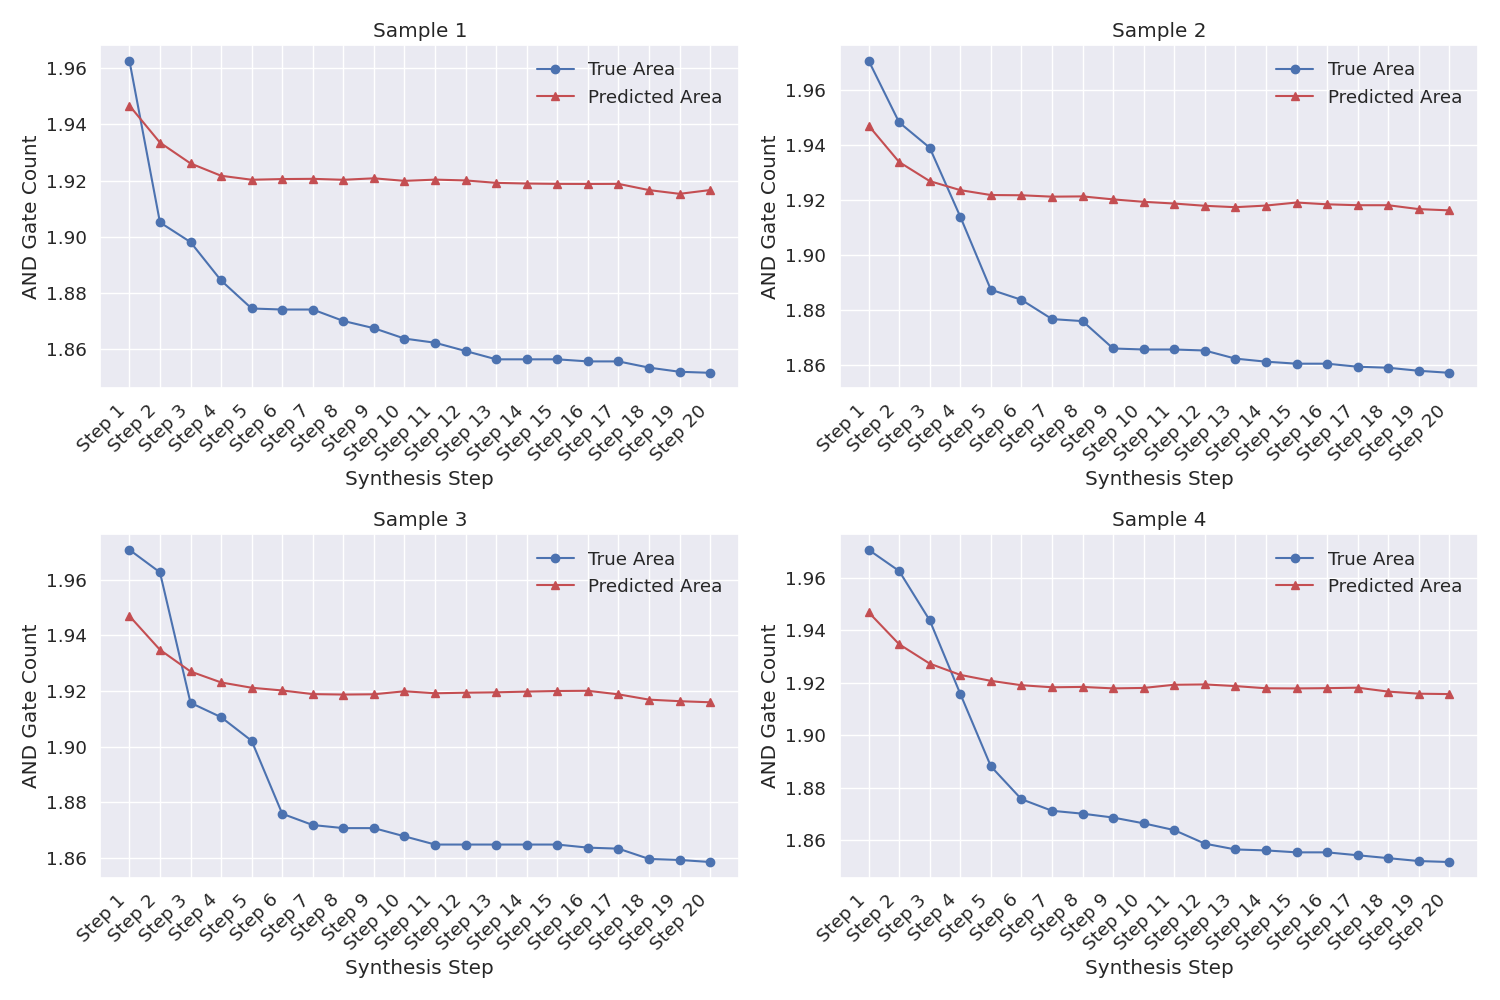 Sample 1
True Area
Predicted Area
AND Gate Count
1.96
1.94
1.92
1.90
1.88
1.86
Step 1
Step 2
Step 3
Step 4
Step 5
Step 6
Step 7
Step 8
Step 9
Step 10
Step 11
Step 12
Step 13
Step 14
Step 15
Step 16
Step 17
Step 18
Step 19
Step 20
Synthesis Step
Sample 2
True Area
Predicted Area
AND Gate Count
1.96
1.94
1.92
1.90
1.88
1.86
Step 1
Step 2
Step 3
Step 4
Step 5
Step 6
Step 7
Step 8
Step 9
Step 10
Step 11
Step 12
Step 13
Step 14
Step 15
Step 16
Step 17
Step 18
Step 19
Step 20
Synthesis Step
Sample 3
True Area
Predicted Area
AND Gate Count
1.96
1.94
1.92
1.90
1.88
1.86
Step 1
Step 2
Step 3
Step 4
Step 5
Step 6
Step 7
Step 8
Step 9
Step 10
Step 11
Step 12
Step 13
Step 14
Step 15
Step 16
Step 17
Step 18
Step 19
Step 20
Synthesis Step
Sample 4
True Area
Predicted Area
AND Gate Count
1.96
1.94
1.92
1.90
1.88
1.86
Step 1
Step 2
Step 3
Step 4
Step 5
Step 6
Step 7
Step 8
Step 9
Step 10
Step 11
Step 12
Step 13
Step 14
Step 15
Step 16
Step 17
Step 18
Step 19
Step 20
Synthesis Step